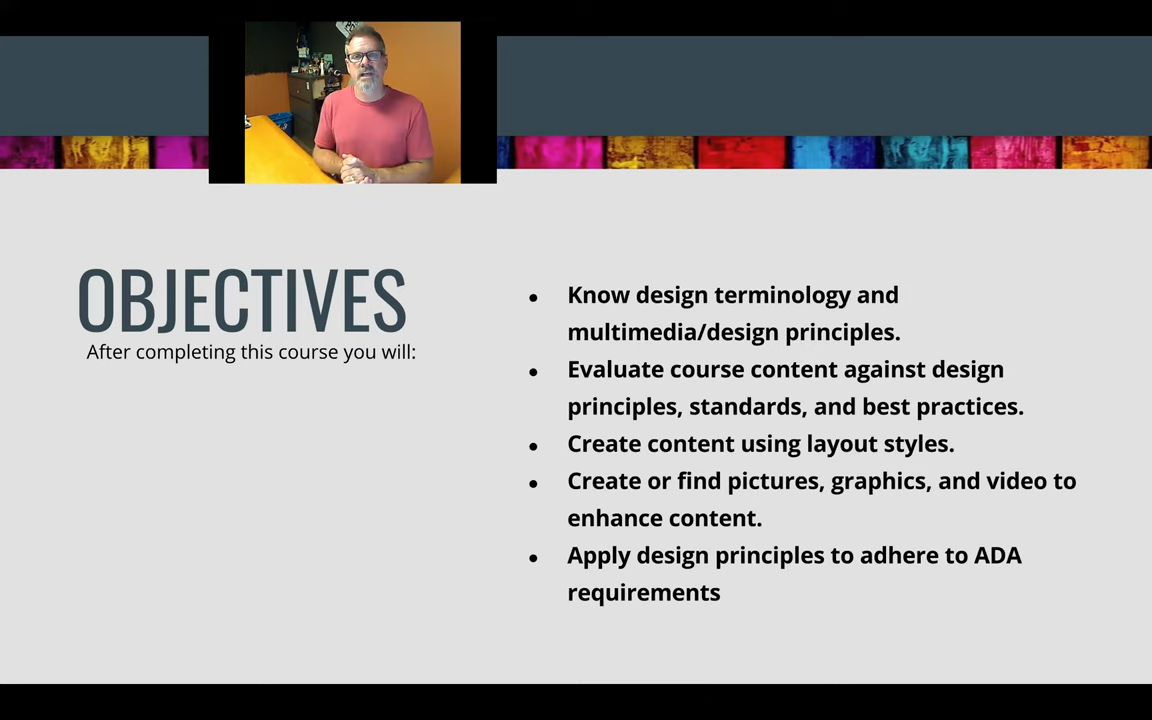 OBJECTIVES
After completing this course you will:
• Know design terminology and
multimedia/design principles.
• Evaluate course content against design
principles, standards, and best practices.
• Create content using layout styles.
• Create or find pictures, graphics, and video to
enhance content.
• Apply design principles to adhere to ADA
requirements